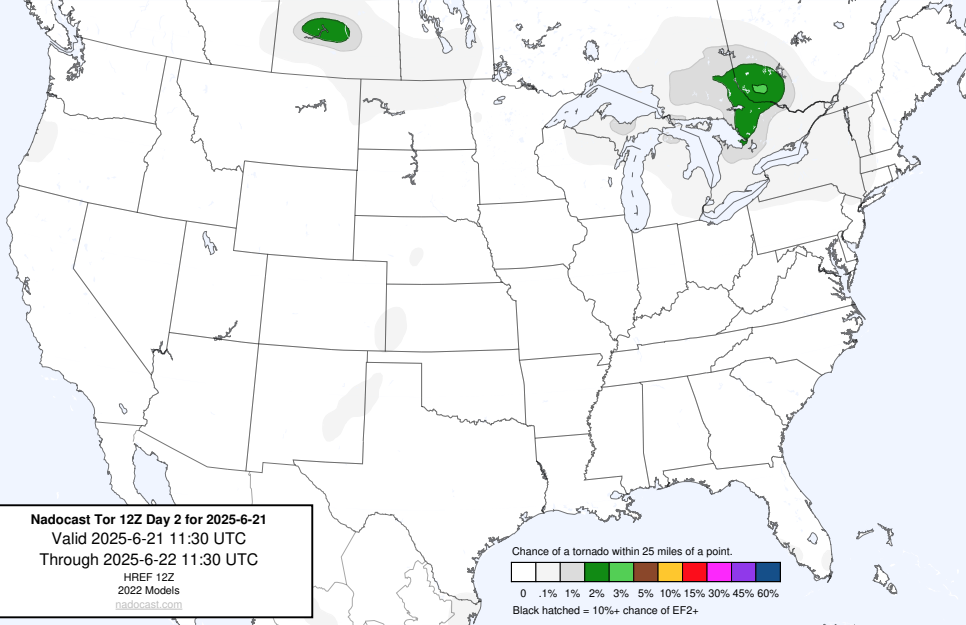 Nadocast Tor 12Z Day 2 for 2025-6-21
Valid 2025-6-21 11:30 UTC
Through 2025-6-22 11:30 UTC
HREF 12Z
2022 Models
nadocast.com
Chance of a tornado within 25 miles of a point.
0 .1% 1% 2% 3% 5% 10% 15% 30% 45% 60%
Black hatched = 10%+ chance of EF2+